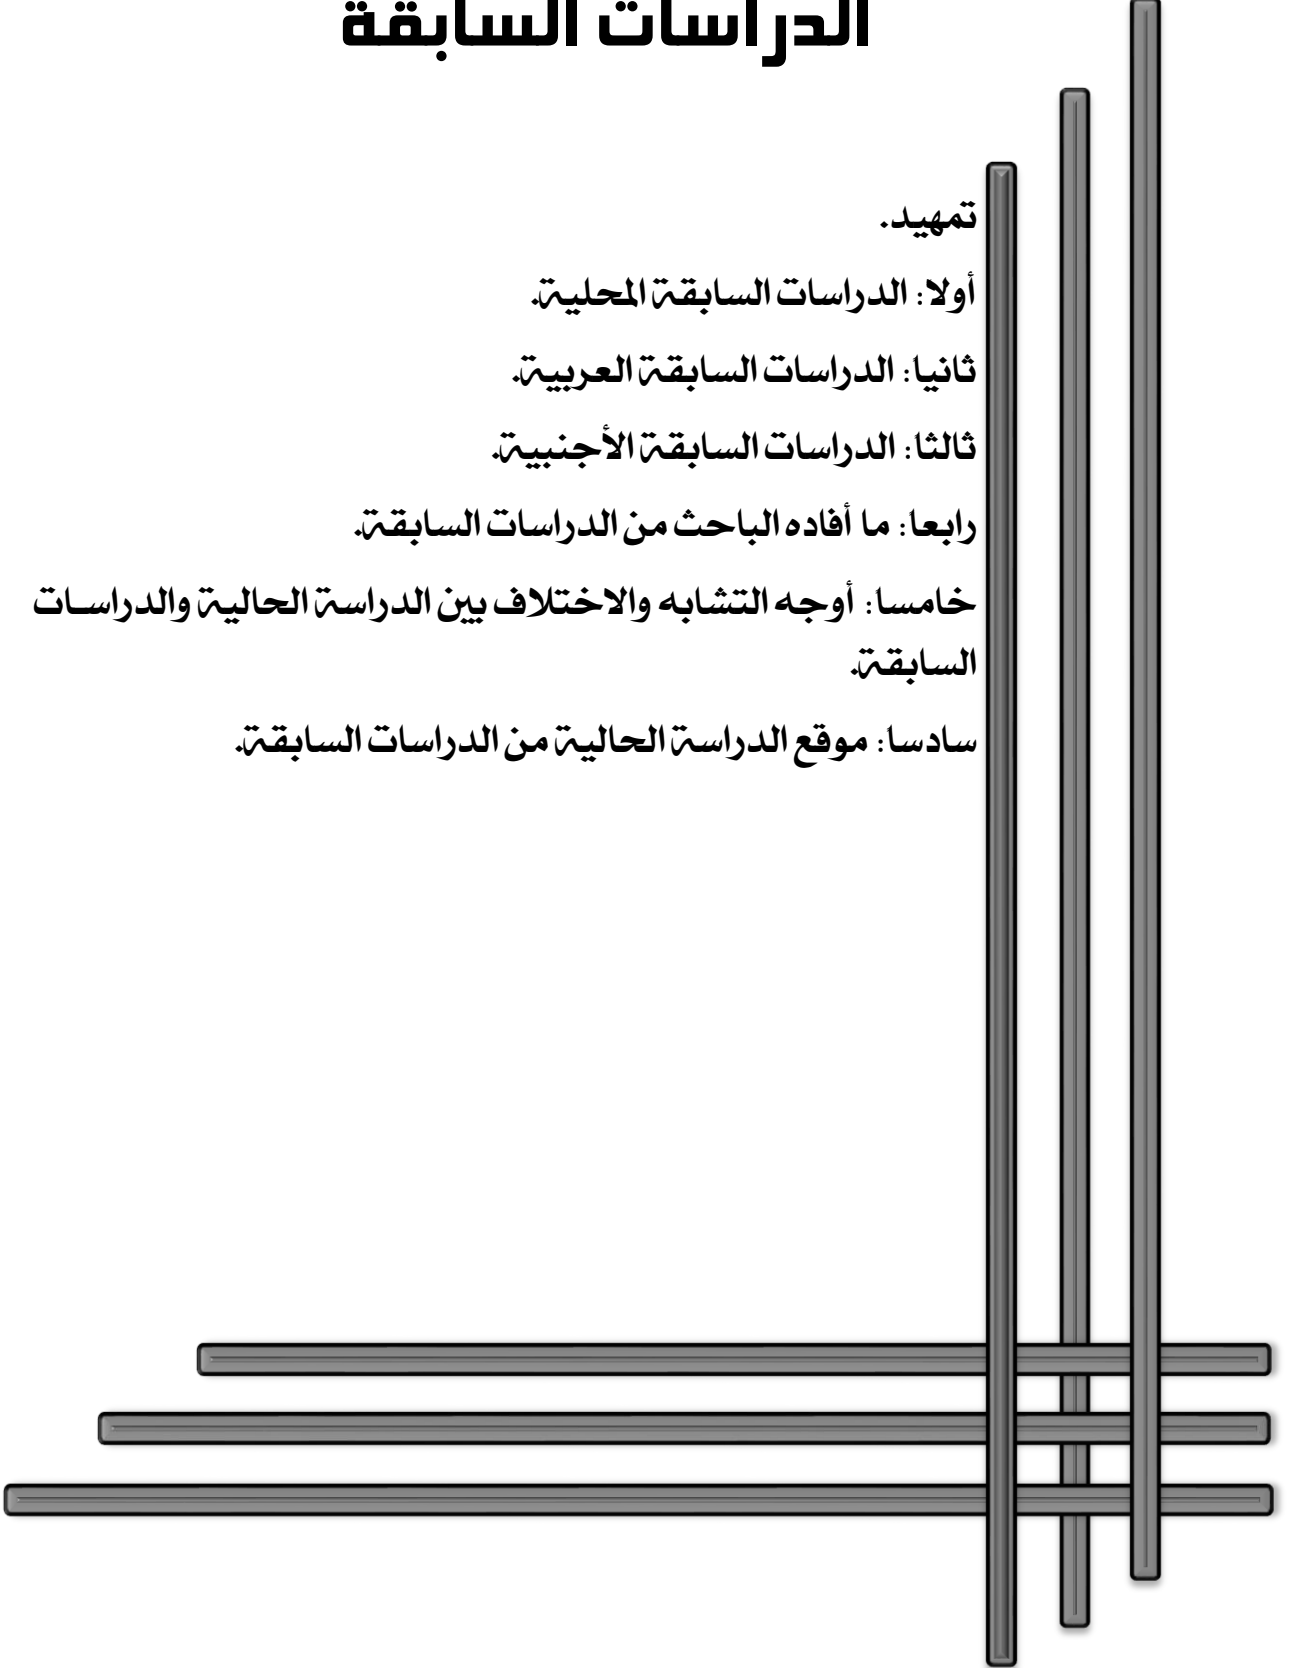 الدراسات السابقة
تمهيد.
أولا: الدراسات السابقة المحلية.
ثانيا: الدراسات السابقة العربية.
ثالثا: الدراسات السابقة الأجنبية.
رابعا: ما أفاده الباحث من الدراسات السابقة.
خامسا: أوجه التشابه والاختلاف بين الدراسة الحالية والدراسات
السابقة.
سادسا: موقع الدراسة الحالية من الدراسات السابقة.